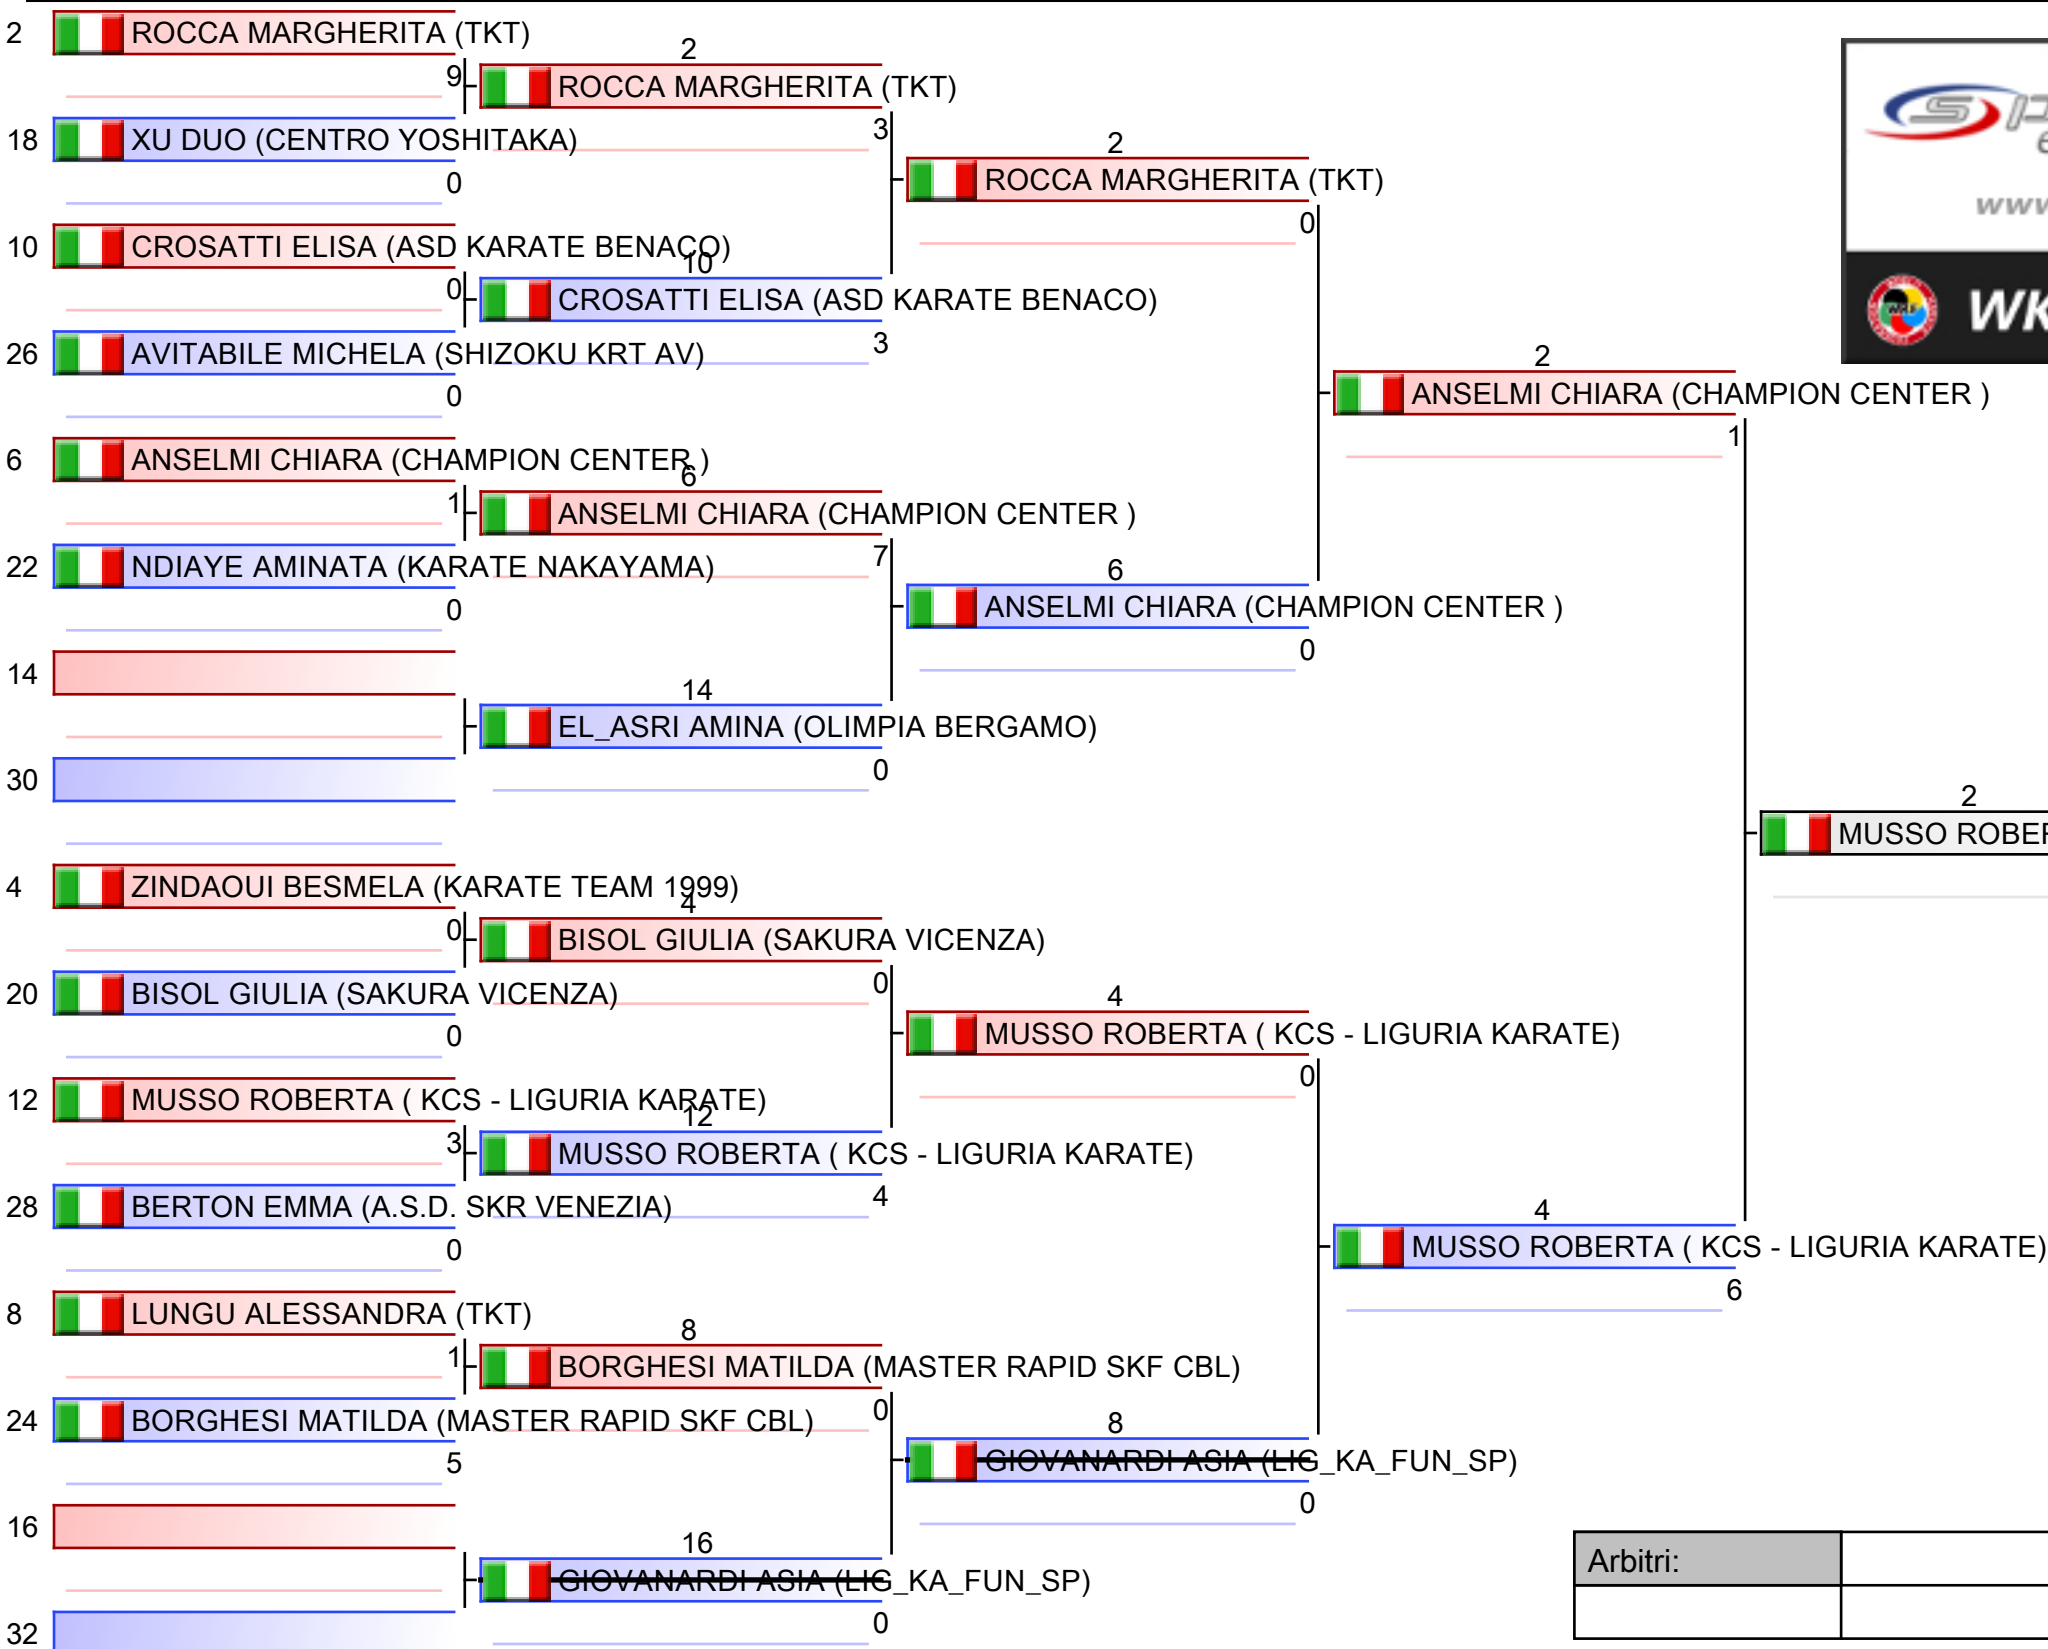 2 ROCCA MARGHERITA (TKT)
9
18 XU DUO (CENTRO YOSHITAKA)
0
10 CROSATTI ELISA (ASD KARATE BENACO)
0
26 AVITABILE MICHELA (SHIZOKU KRT AV)
0
6 ANSELMI CHIARA (CHAMPION CENTER )
1
22 NDIAYE AMINATA (KARATE NAKAYAMA)
0
14
30
4 ZINDAOUI BESMELA (KARATE TEAM 1999)
0
20 BISOL GIULIA (SAKURA VICENZA)
0
12 MUSSO ROBERTA ( KCS - LIGURIA KARATE)
3
28 BERTON EMMA (A.S.D. SKR VENEZIA)
0
8 LUNGU ALESSANDRA (TKT)
1
24 BORGHESI MATILDA (MASTER RAPID SKF CBL)
5
16
32
2
ROCCA MARGHERITA (TKT)
3
10
CROSATTI ELISA (ASD KARATE BENACO)
3
6
ANSELMI CHIARA (CHAMPION CENTER )
7
14
EL_ASRI AMINA (OLIMPIA BERGAMO)
0
4
BISOL GIULIA (SAKURA VICENZA)
0
12
MUSSO ROBERTA ( KCS - LIGURIA KARATE)
4
8
BORGHESI MATILDA (MASTER RAPID SKF CBL)
0
16
GIOVANARDI ASIA (LIG_KA_FUN_SP)
0
2
ROCCA MARGHERITA (TKT)
0
6
ANSELMI CHIARA (CHAMPION CENTER )
0
4
MUSSO ROBERTA ( KCS - LIGURIA KARATE)
0
8
GIOVANARDI ASIA (LIG_KA_FUN_SP)
0
2
ANSELMI CHIARA (CHAMPION CENTER )
1
4
MUSSO ROBERTA ( KCS - LIGURIA KARATE)
6
2
MUSSO ROBER
www
WK
Arbitri: